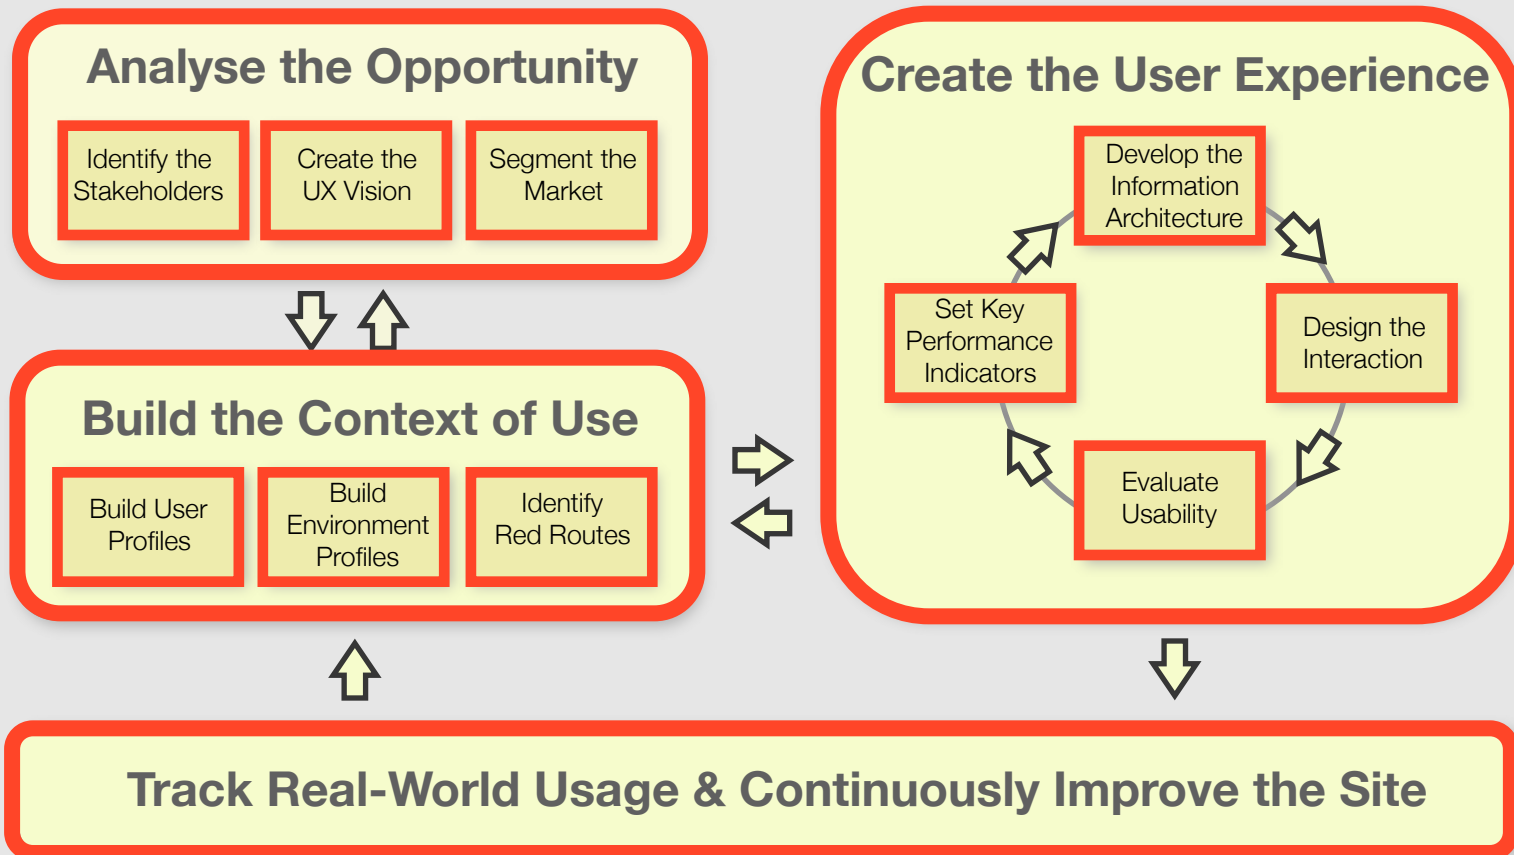 Analyse the Opportunity
Identify the
Stakeholders
Create the
UX Vision
Segment the
Market
Build the Context of Use
Build User
Profiles
Build
Environment
Profiles
Identify
Red Routes
Create the User Experience
Develop the
Information
Architecture
Design the
Interaction
Evaluate
Usability
Set Key
Performance
Indicators
Track Real-World Usage & Continuously Improve the Site